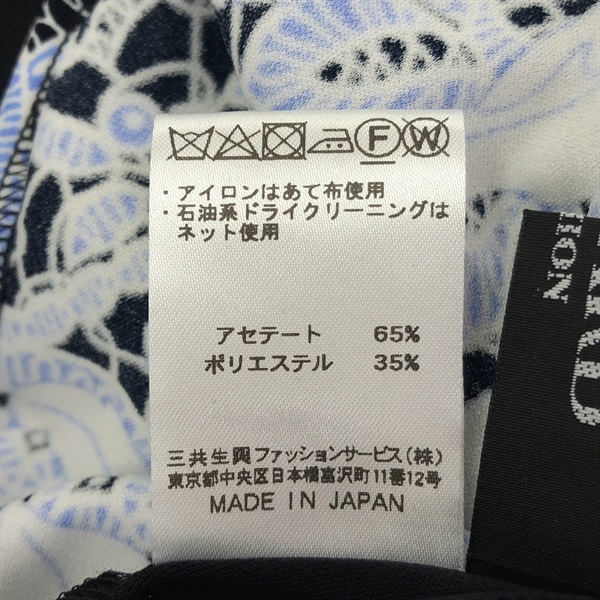 F W
・アイロンはあて布使用
・石油系ドライクリーニングは
ネット使用
アセテート 65%
ポリエステル 35%
三共生興ファッションサービス(株)
東京都中央区日本橋富沢町11番12号
MADE IN JAPAN